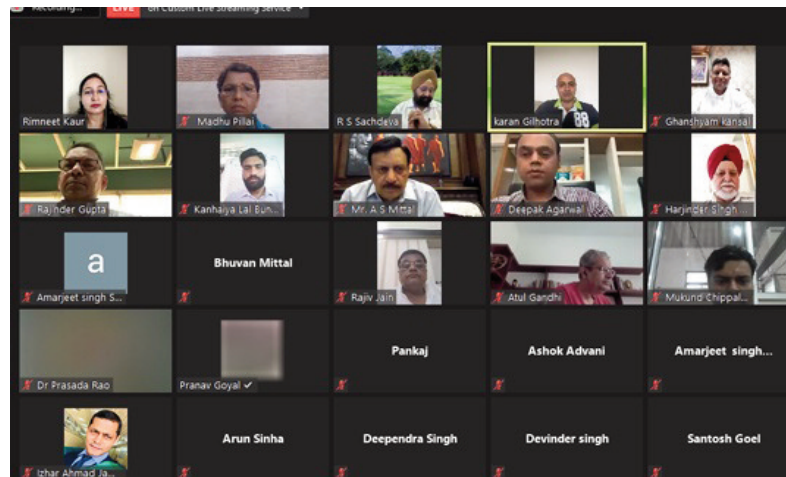 Recording...
LIVE on Custom Live Streaming Service
Rimneet Kaur
Madhu Pillai
R S Sachdeva
karan Gilhotra
88
Ghanshyam kansal
Rajinder Gupta
Kanhaiya Lal Bun...
Mr. A S Mittal
Deepak Agarwal
Harjinder Singh ...
a
Amarjeet singh S...
Bhuvan Mittal
Rajiv Jain
Atul Gandhi
Mukund Chippal...
Dr Prasada Rao
Pranav Goyal
Pankaj
Ashok Advani
Amarjeet singh...
Izhar Ahmad Ja...
Arun Sinha
Deependra Singh
Devinder singh
Santosh Goel